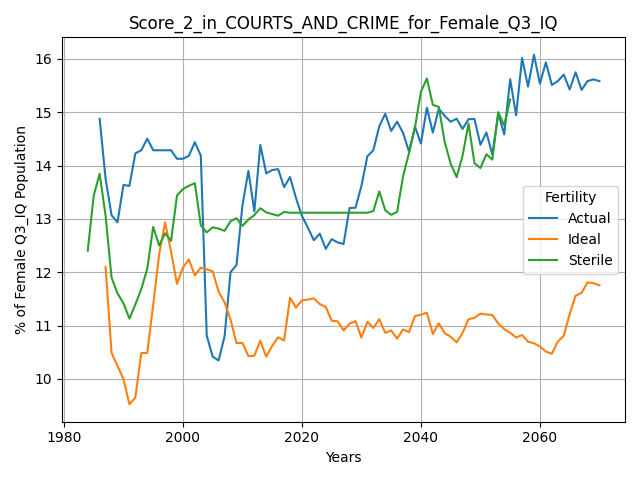 Score_2_in_COURTS_AND_CRIME_for_Female_Q3_IQ
% of Female Q3_IQ Population
16
15
14
13
12
11
10
Fertility
Actual
Ideal
Sterile
1980
2000
2020
2040
2060
Years